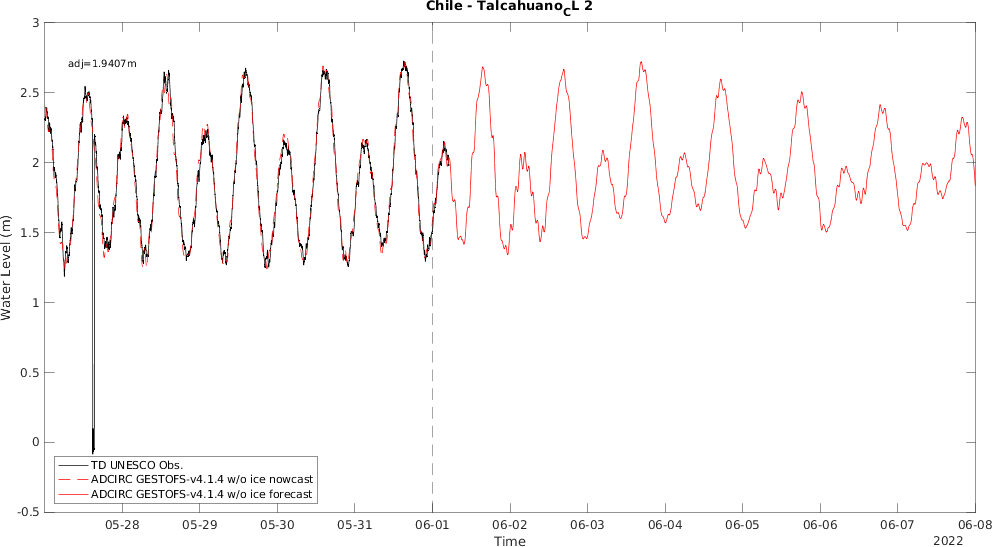 Chile - Talcahuano_CL 2
adj=1.9407m
3
2.5
2
1.5
1
0.5
0
-0.5
Water Level (m)
TD UNESCO Obs.
ADCIRC GESTOFS-v4.1.4 w/o ice nowcast
ADCIRC GESTOFS-v4.1.4 w/o ice forecast
05-28 05-29 05-30 05-31 06-01 06-02 06-03 06-04 06-05 06-06 06-07 06-08
Time
2022